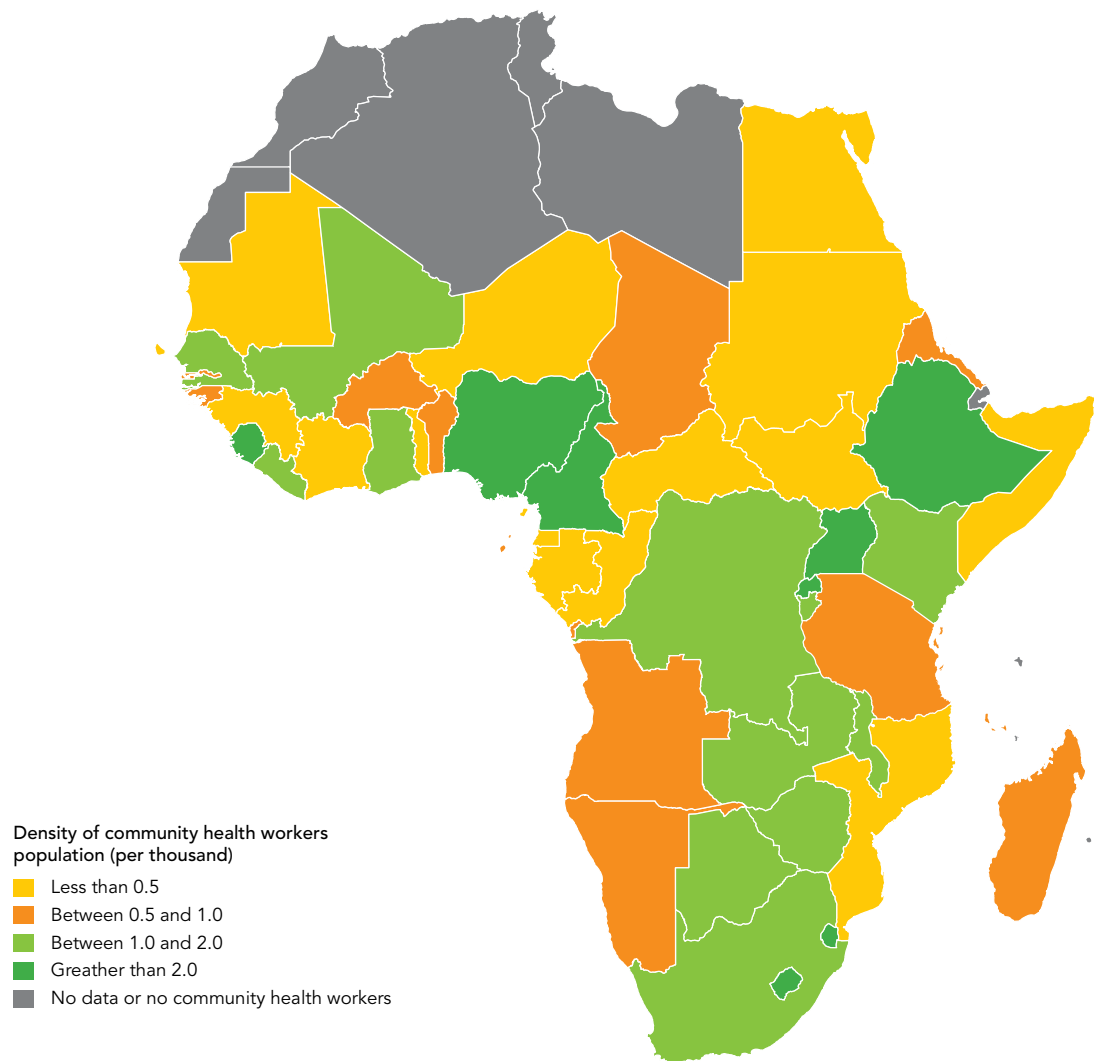 Density of community health workers
population (per thousand)
Less than 0.5
Between 0.5 and 1.0
Between 1.0 and 2.0
Greather than 2.0
No data or no community health workers